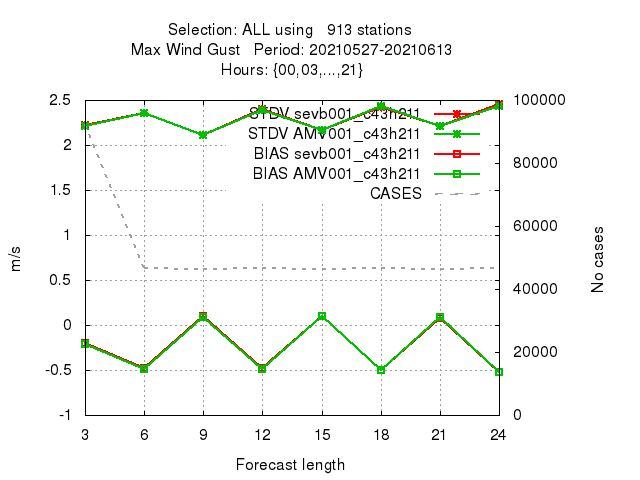 Selection: ALL using   913 stations
Max Wind Gust   Period: 20210527-20210613
Hours: {00,03,...,21}
2.5
2
1.5
1
0.5
0
-0.5
-1
m/s
STDV sevb001_c43h211
STDV AMV001_c43h211
BIAS sevb001_c43h211
BIAS AMV001_c43h211
CASES
100000
80000
60000
40000
20000
0
No cases
3 6 9 12 15 18 21 24
Forecast length